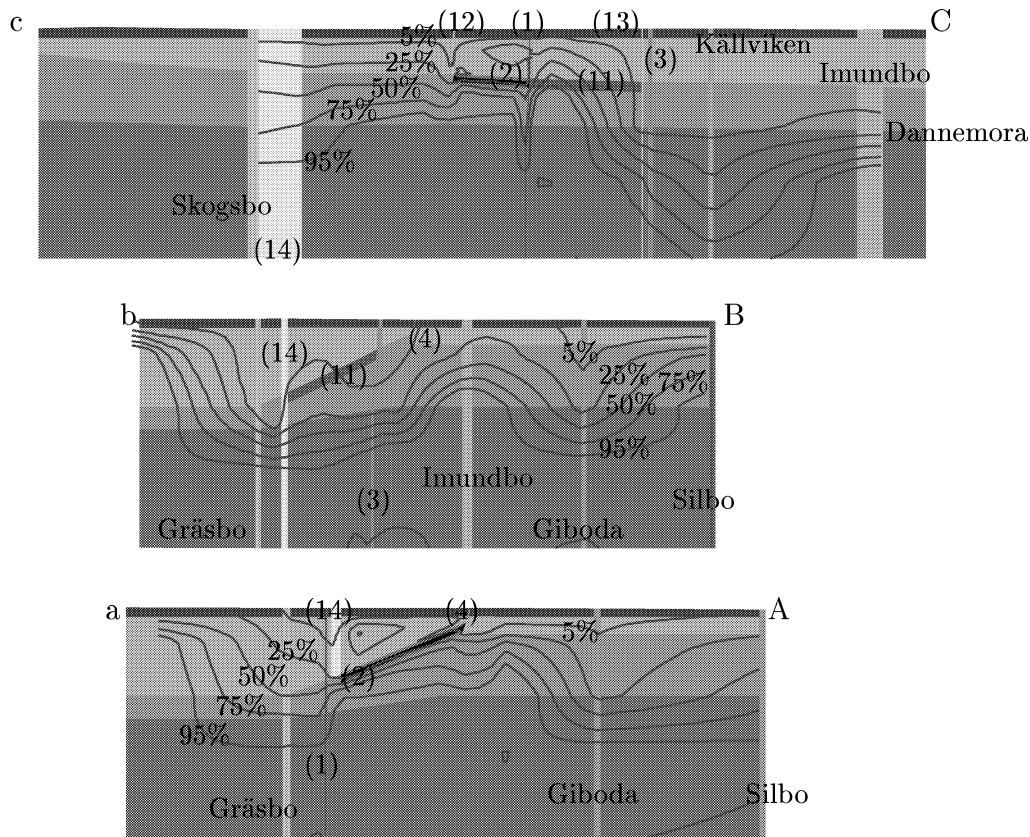 c (12) (1) (13) C
5% Källviken
25% (3)
(2) (11) Imundbo
50%
75% Dannemora
95%
Skogsbo
(14)
b B
(14) (4) 5%
(11) 25% 75%
50%
95%
Imundbo
(3) Silbo
Gräsbo Giboda
a (14) (4) A
5%
25%
50% (2)
75%
95%
(1)
Gräsbo Giboda Silbo